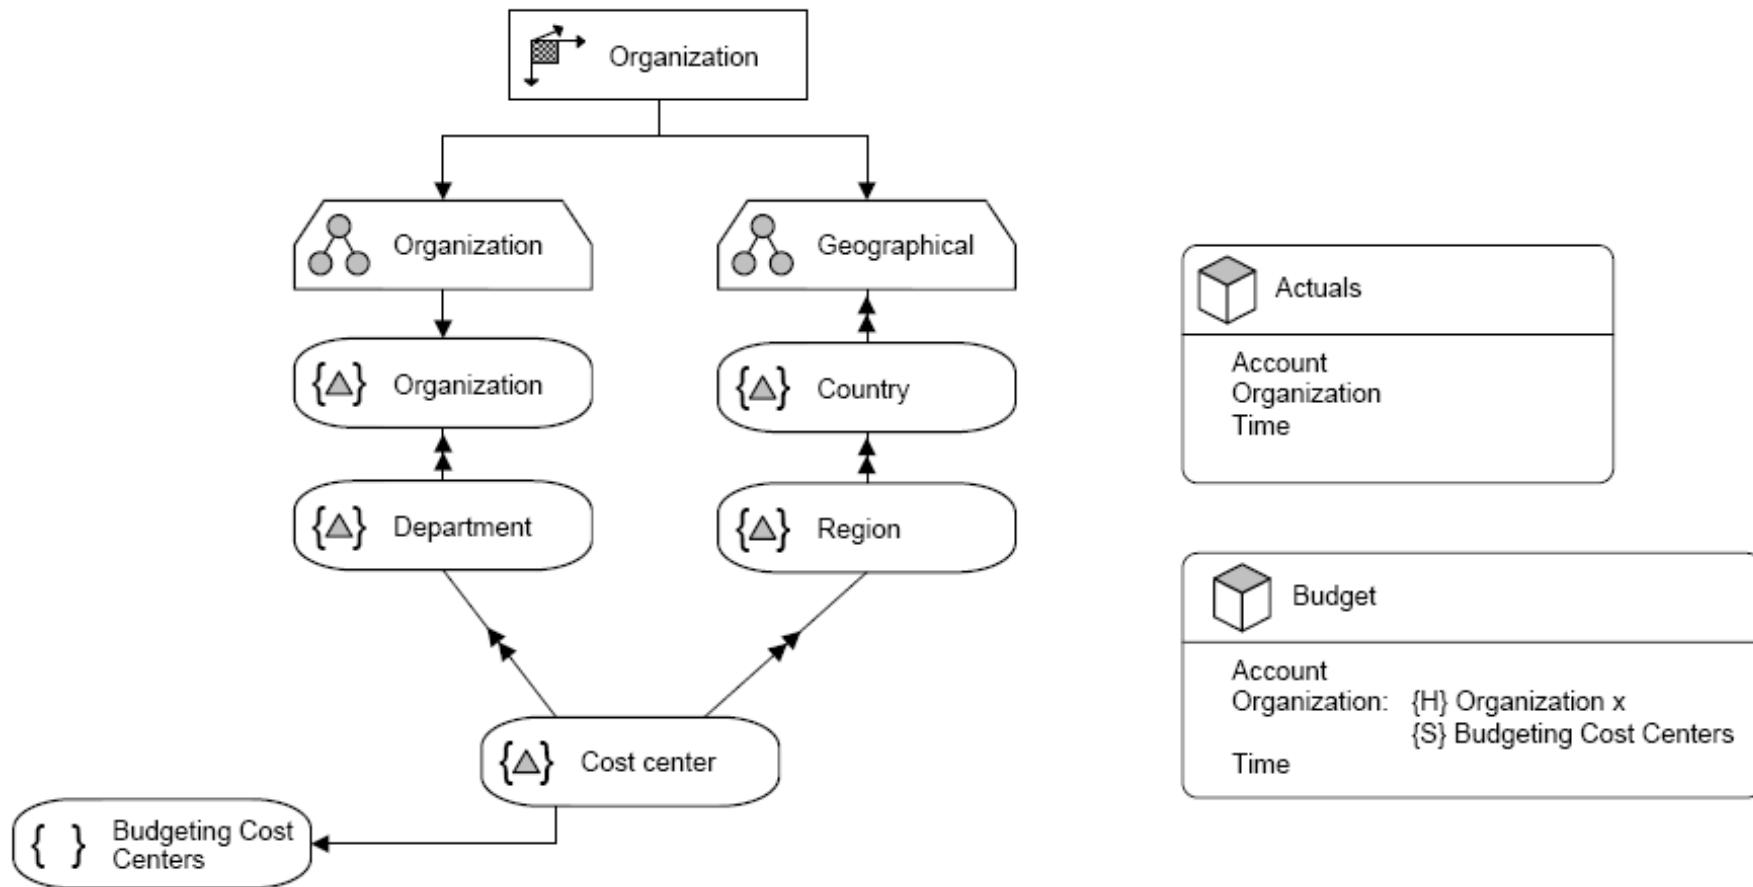 Organization
Organization
Geographical
Organization
Country
Department
Region
Cost center
{ } Budgeting Cost
Centers
Actuals
Account
Organization
Time
Budget
Account
Organization: {H} Organization x
{S} Budgeting Cost Centers
Time